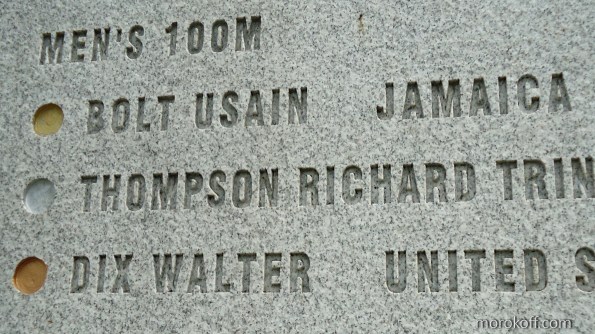 MEN'S 100M
BOLT USAIN JAMAICA
THOMPSON RICHARD TRIN
DIX WALTER UNITED S
morokoff.com